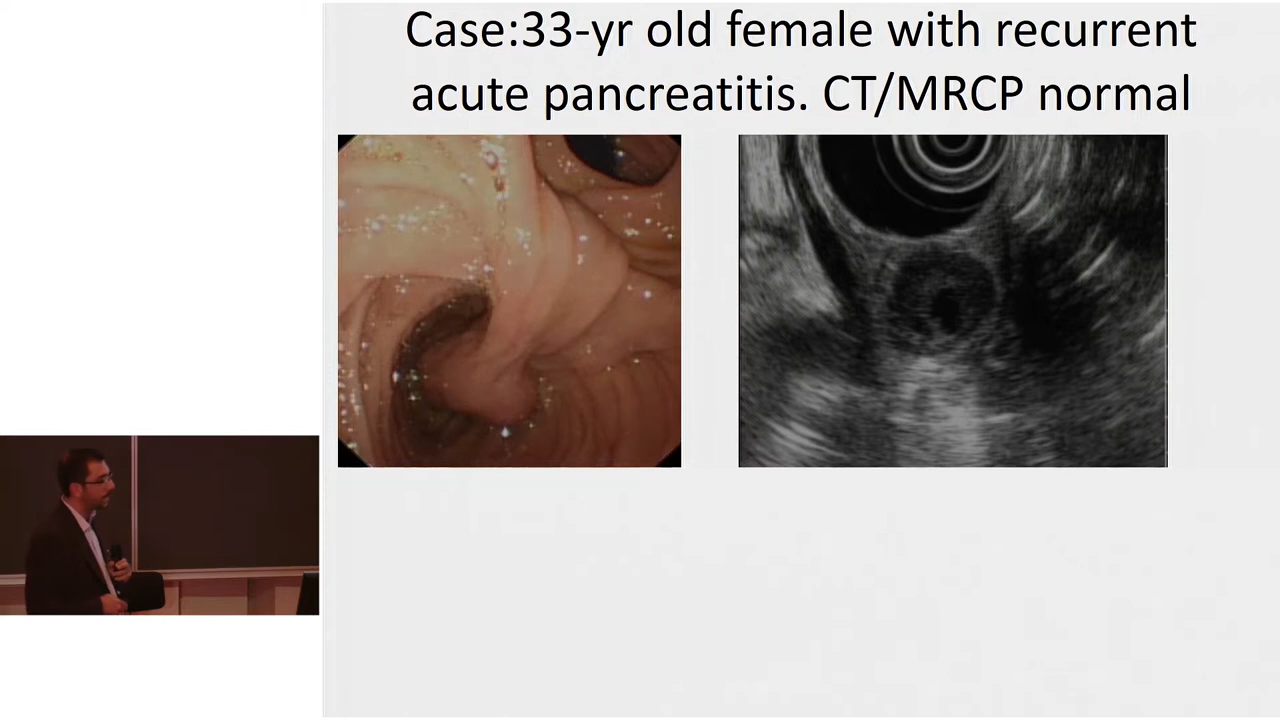 Case:33-yr old female with recurrent
acute pancreatitis. CT/MRCP normal